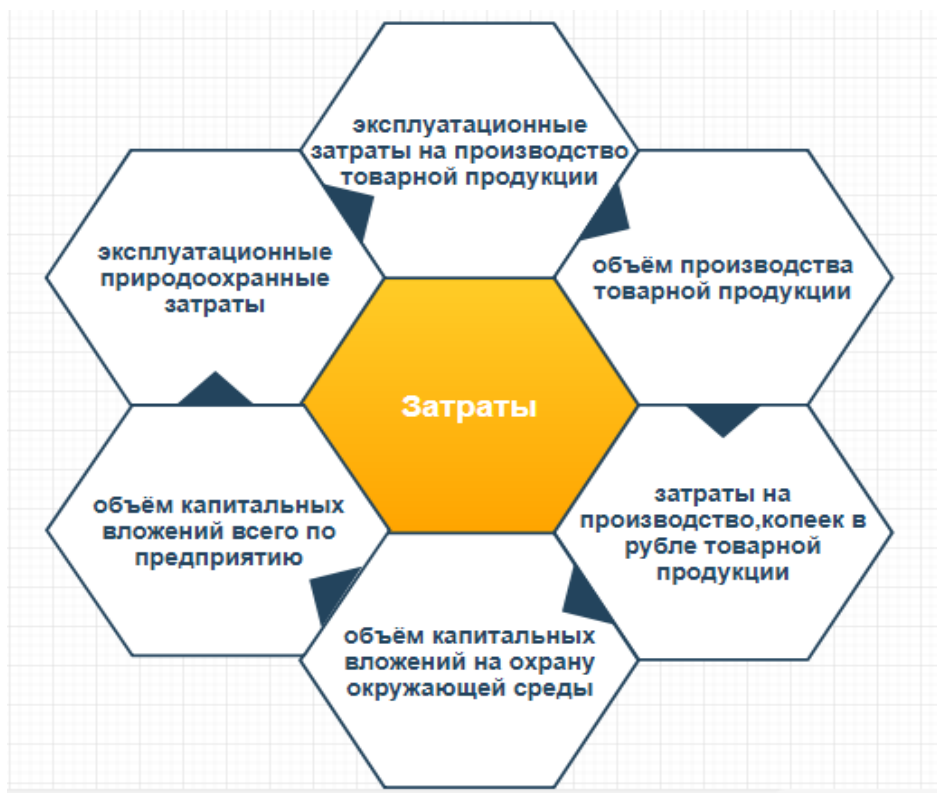 эксплуатационные
затраты на производство
товарной продукции
объём производства
товарной продукции
затраты на
производство,копеек в
рубле товарной
продукции
объём капитальных
вложений на охрану
окружающей среды
объём капитальных
вложений всего по
предприятию
эксплуатационные
природоохранные
затраты
Затраты